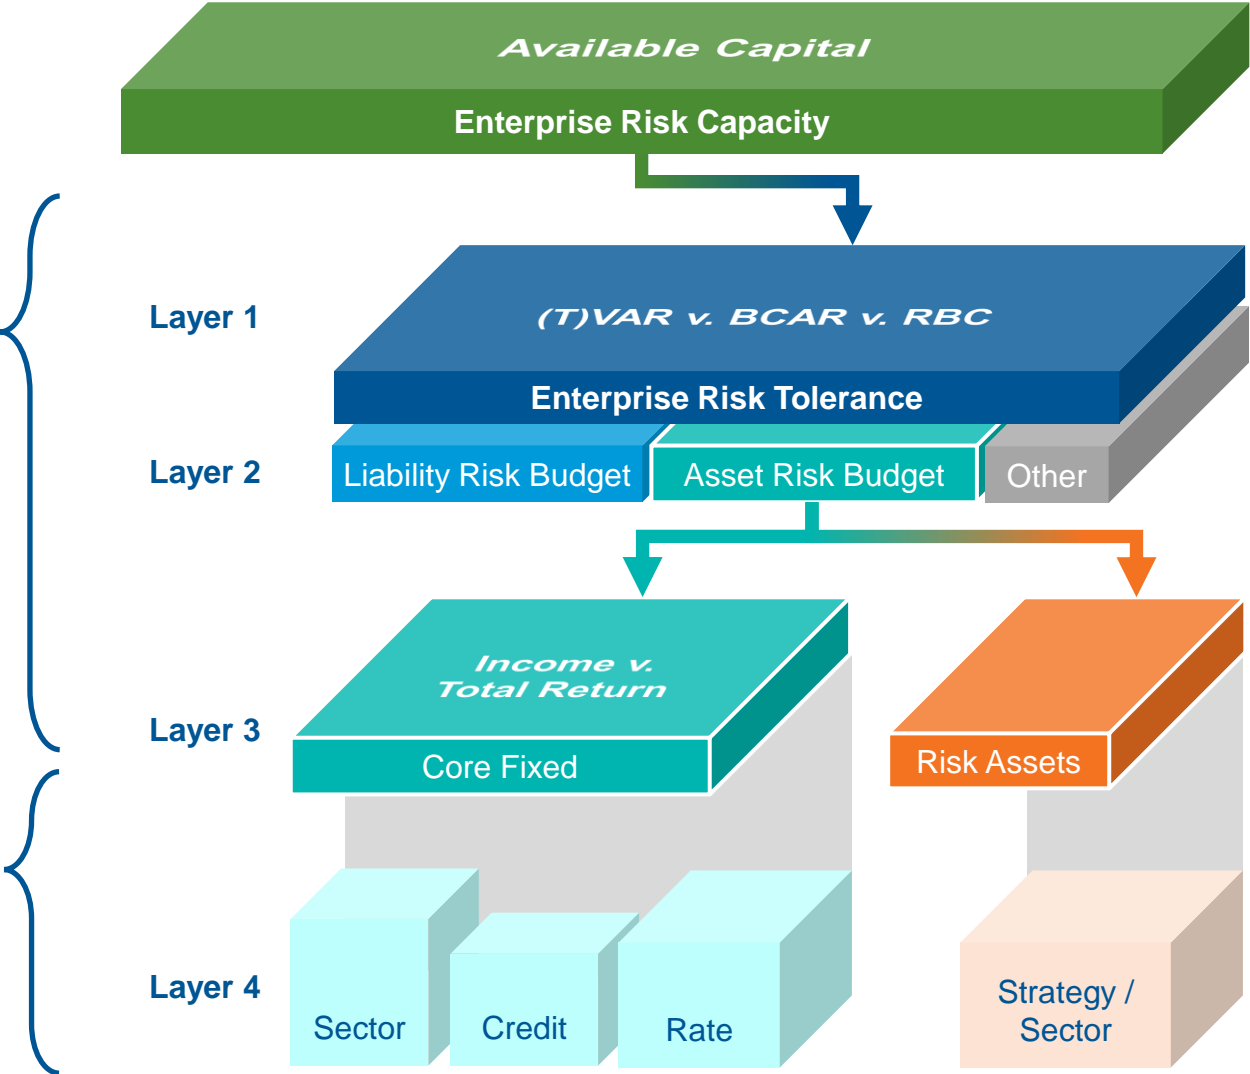 Available Capital
Enterprise Risk Capacity
Layer 1
(T)VAR v. BCAR v. RBC
Enterprise Risk Tolerance
Layer 2
Liability Risk Budget
Asset Risk Budget
Other
Income v.
Total Return
Layer 3
Core Fixed
Risk Assets
Layer 4
Sector
Credit
Rate
Strategy /
Sector